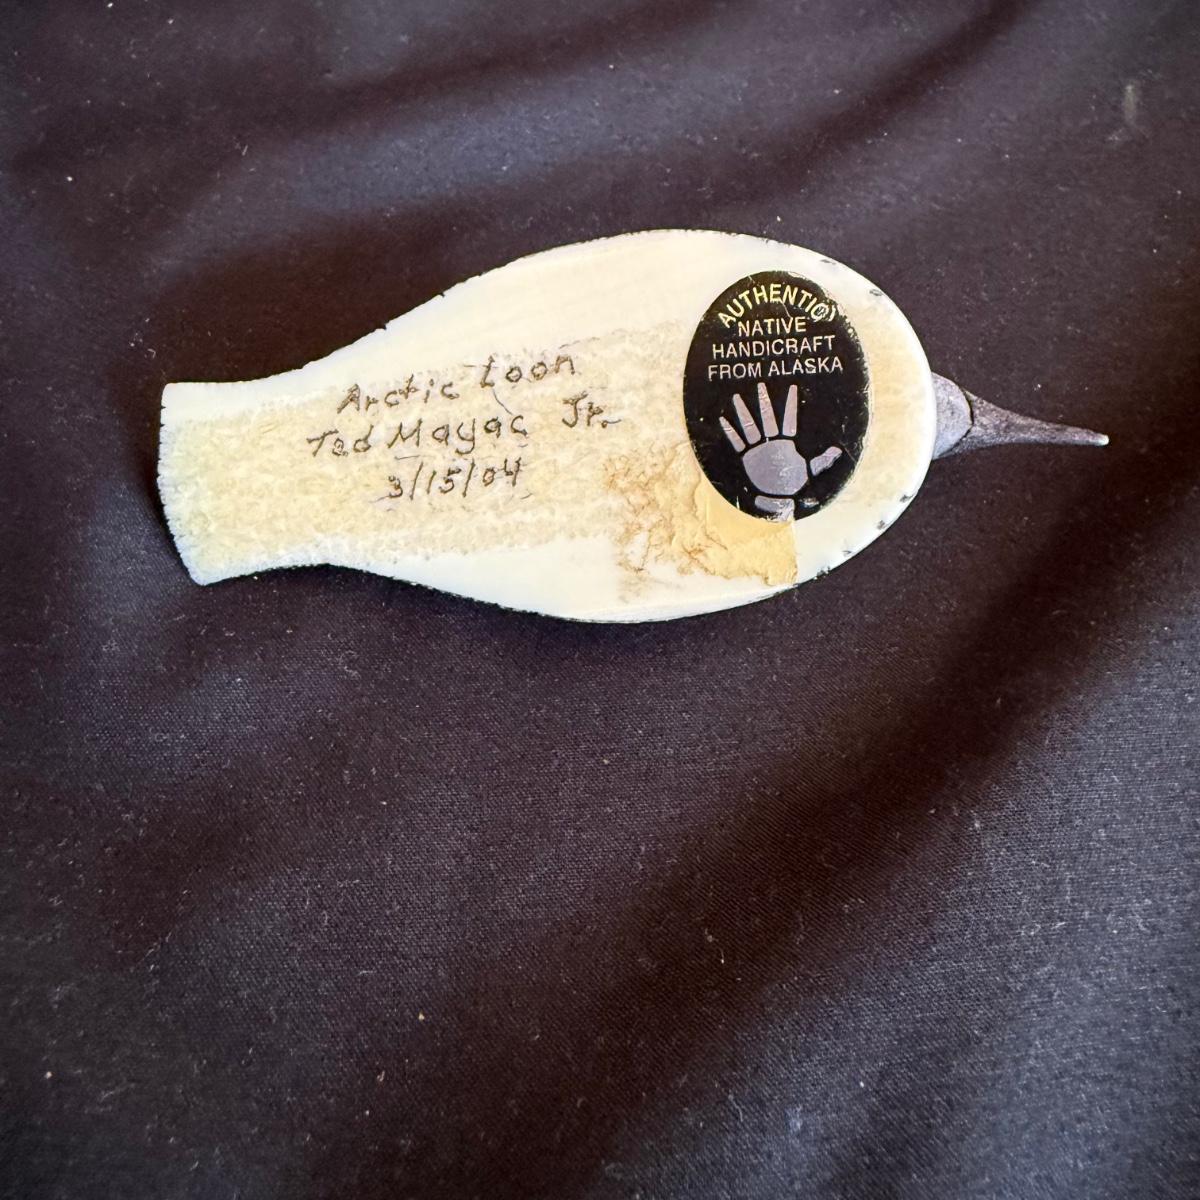 Arctic Loon
Ted Mayac Jr.
3/15/04
AUTHENTIC
NATIVE
HANDICRAFT
FROM ALASKA